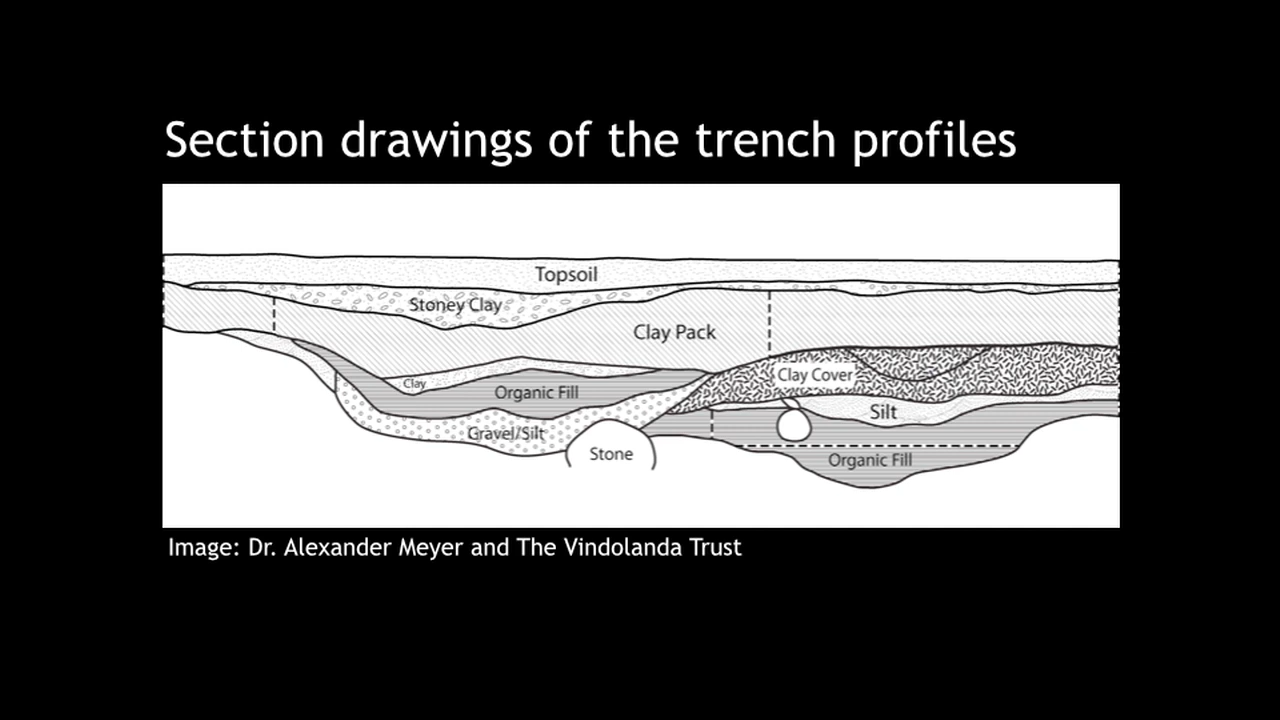 Section drawings of the trench profiles
Topsoil
Stoney Clay
Clay Pack
Clay Cover
Clay
Organic Fill
Silt
Gravel/Silt
Stone
Organic Fill
Image: Dr. Alexander Meyer and The Vindolanda Trust